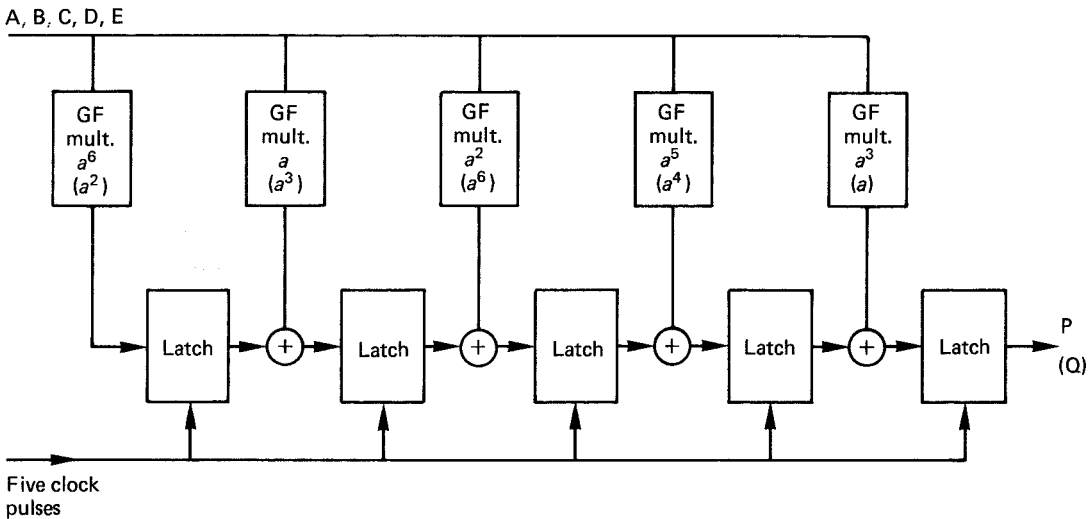 A, B, C, D, E
GF
mult.
a⁶
(a²)
GF
mult.
a
(a³)
GF
mult.
a²
(a⁶)
GF
mult.
a⁵
(a⁴)
GF
mult.
a³
(a)
Latch
+
Latch
+
Latch
+
Latch
+
Latch
P
(Q)
Five clock
pulses